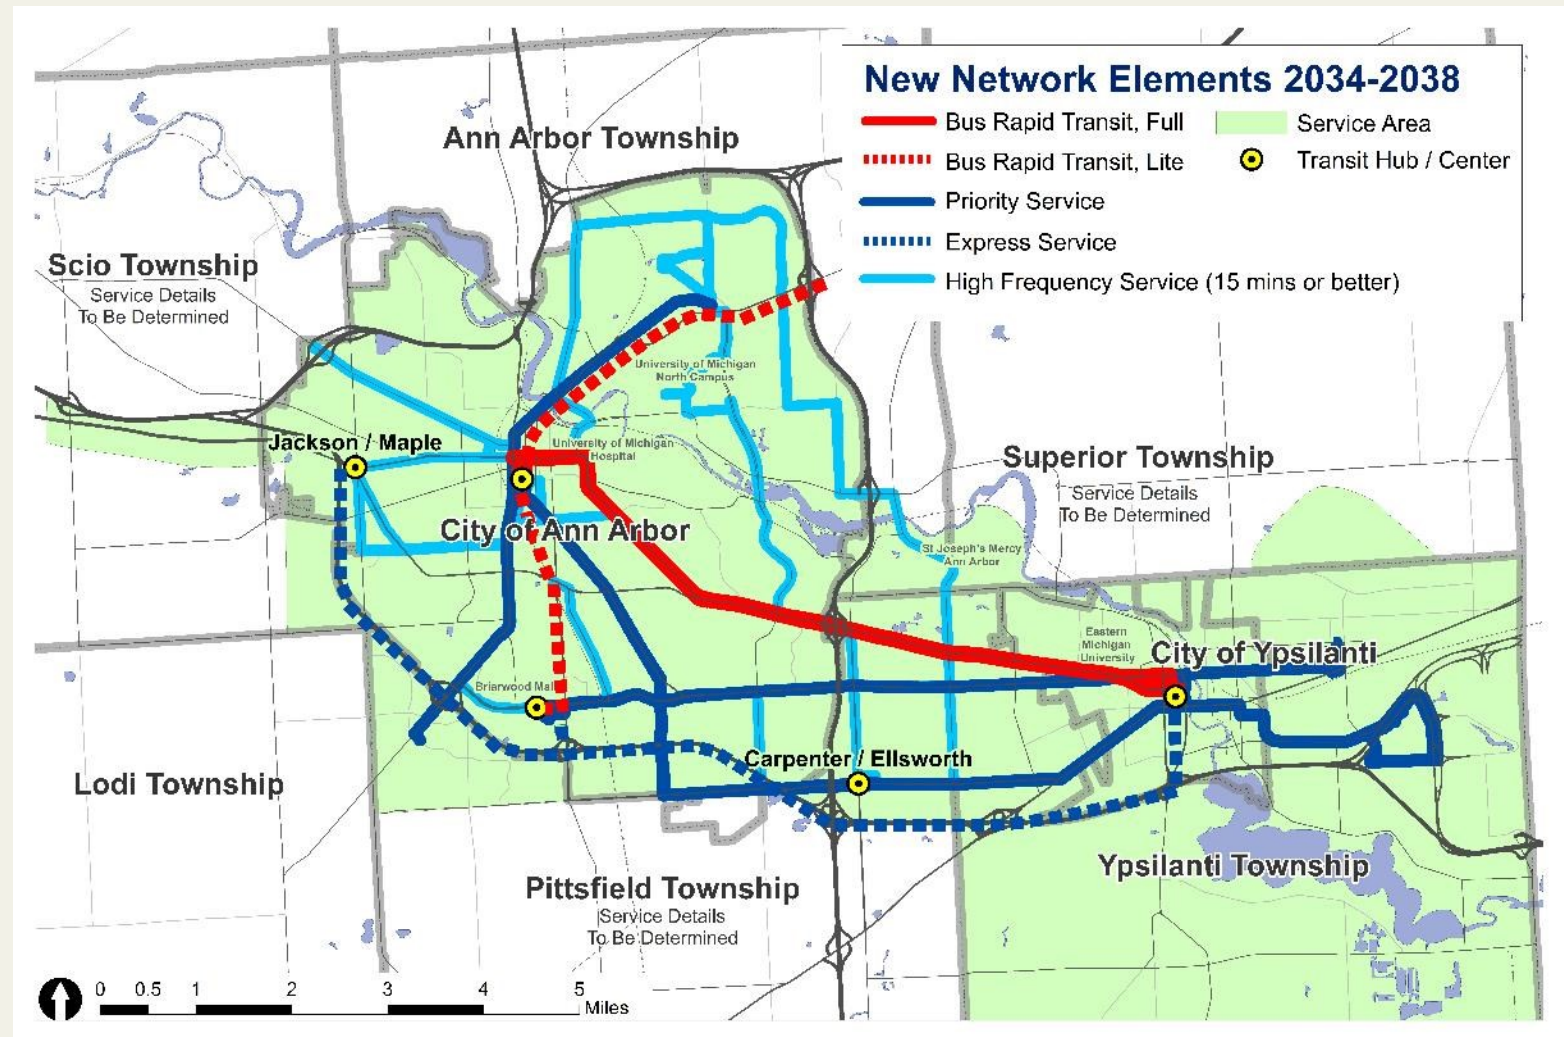 New Network Elements 2034-2038
Bus Rapid Transit, Full
Service Area
Bus Rapid Transit, Lite
Transit Hub / Center
Priority Service
Express Service
High Frequency Service (15 mins or better)
Ann Arbor Township
Scio Township
Service Details
To Be Determined
University of Michigan
North Campus
Jackson / Maple
University of Michigan
Hospital
Superior Township
Service Details
To Be Determined
City of Ann Arbor
St Joseph's Mercy
Ann Arbor
Eastern
Michigan
University
City of Ypsilanti
Briarwood Mall
Carpenter / Ellsworth
Lodi Township
Pittsfield Township
Service Details
To Be Determined
Ypsilanti Township
0 0.5 1 2 3 4 5
Miles